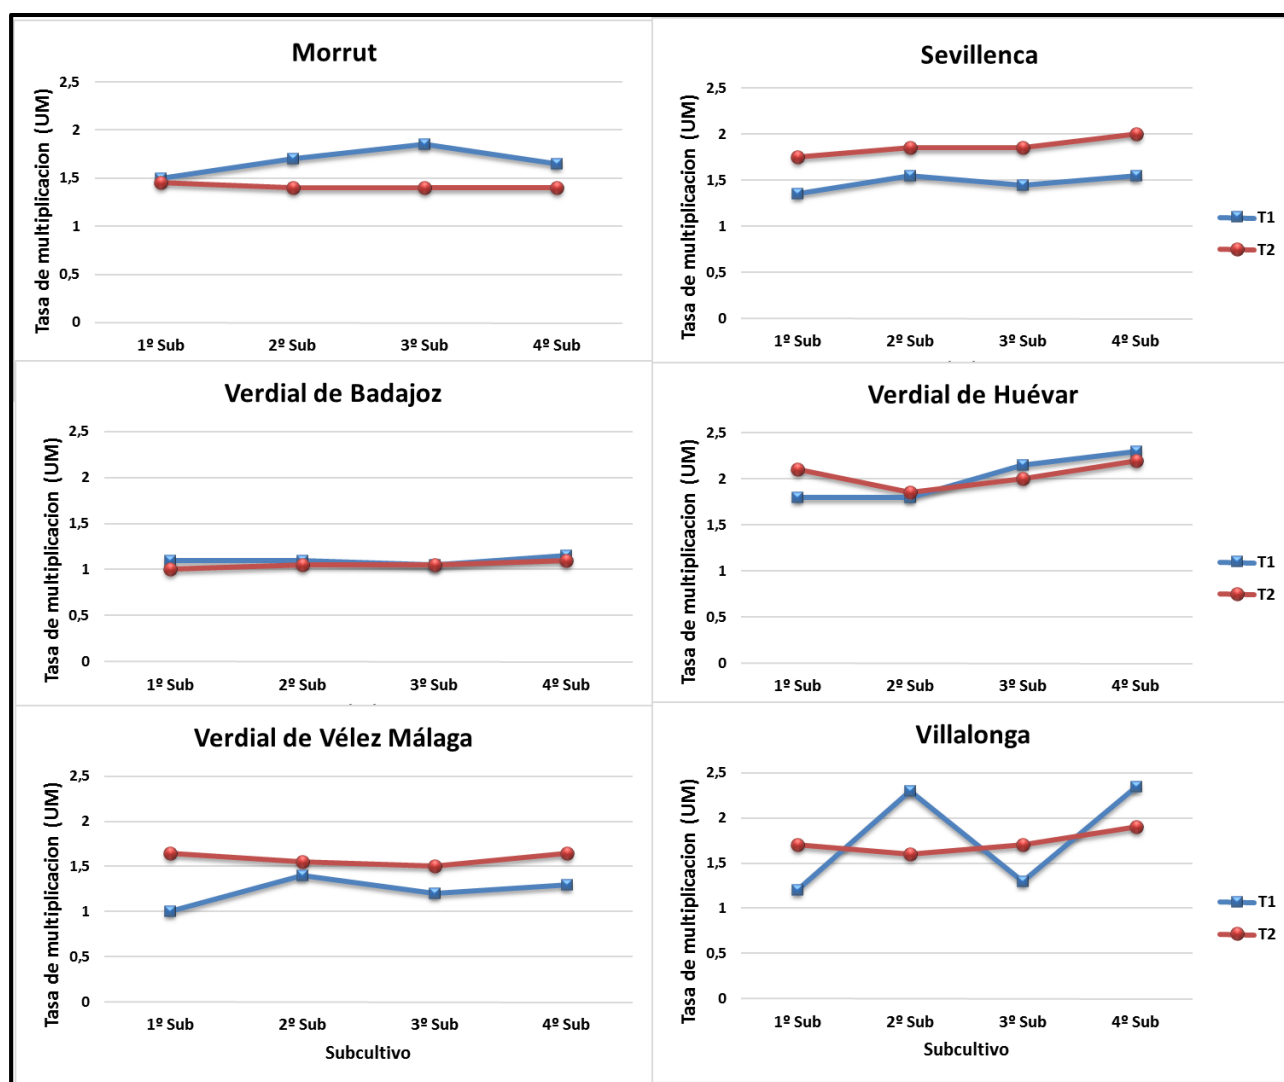 Morrut
Tasa de multiplicacion (UM)
2,5
2
1,5
1
0,5
0
1º Sub 2º Sub 3º Sub 4º Sub
Sevillenca
Tasa de multiplicacion (UM)
2,5
2
1,5
1
0,5
0
1º Sub 2º Sub 3º Sub 4º Sub
T1
T2
Verdial de Badajoz
Tasa de multiplicacion (UM)
2,5
2
1,5
1
0,5
0
1º Sub 2º Sub 3º Sub 4º Sub
Verdial de Huévar
Tasa de multiplicacion (UM)
2,5
2
1,5
1
0,5
0
1º Sub 2º Sub 3º Sub 4º Sub
T1
T2
Verdial de Vélez Málaga
Tasa de multiplicacion (UM)
2,5
2
1,5
1
0,5
0
1º Sub 2º Sub 3º Sub 4º Sub
Subcultivo
Villalonga
Tasa de multiplicacion (UM)
2,5
2
1,5
1
0,5
0
1º Sub 2º Sub 3º Sub 4º Sub
Subcultivo
T1
T2